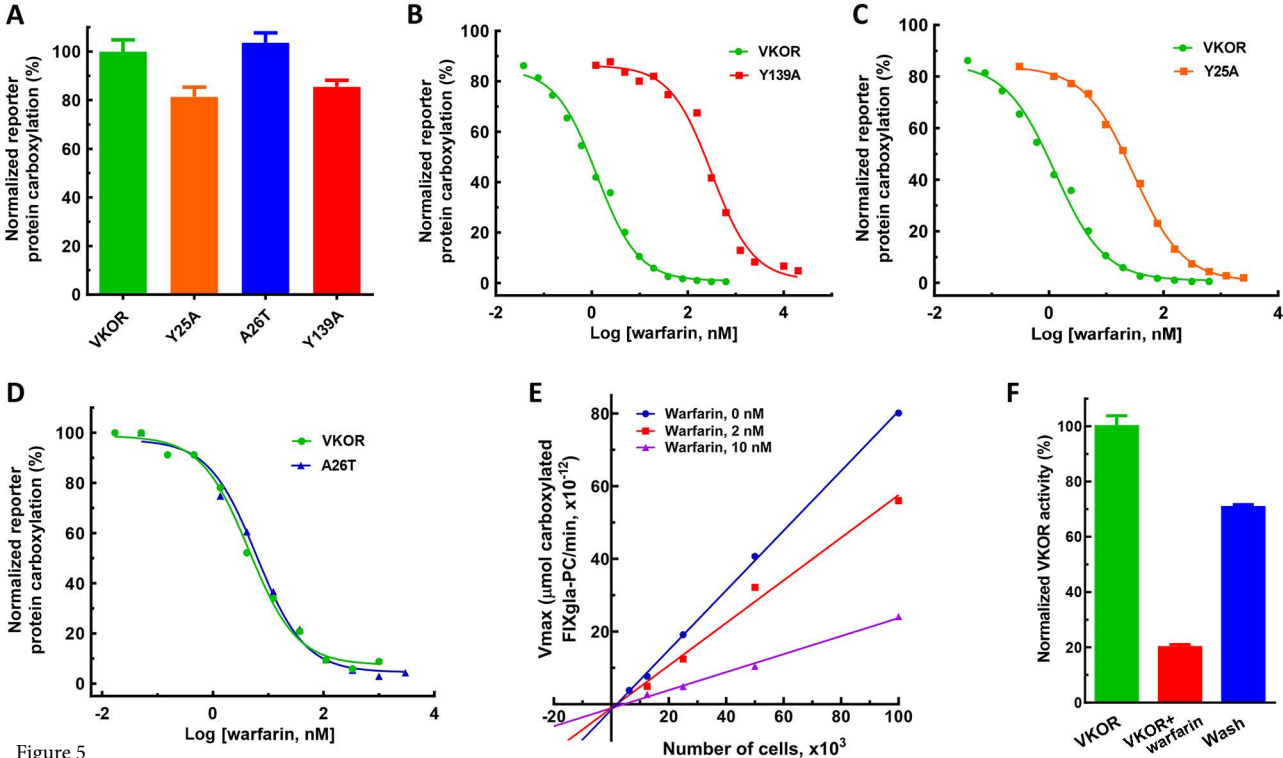 A
Normalized reporter
protein carboxylation (%)
100
80
60
40
20
0
VKOR
Y25A
A26T
Y139A
B
Normalized reporter
protein carboxylation (%)
100
80
60
40
20
0
VKOR
Y139A
-2
0
2
4
Log [warfarin, nM]
C
Normalized reporter
protein carboxylation (%)
100
80
60
40
20
0
VKOR
Y25A
-2
0
2
4
Log [warfarin, nM]
D
Normalized reporter
protein carboxylation (%)
100
80
60
40
20
0
VKOR
A26T
-2
0
2
4
Log [warfarin, nM]
E
Vmax (μmol carboxylated
FIXgla-PC/min, x10-12)
80
60
40
20
Warfarin, 0 nM
Warfarin, 2 nM
Warfarin, 10 nM
-20
20
40
60
80
100
Number of cells, x10³
F
Normalized VKOR activity (%)
100
80
60
40
20
0
VKOR
VKOR+
warfarin
Wash
Figure 5